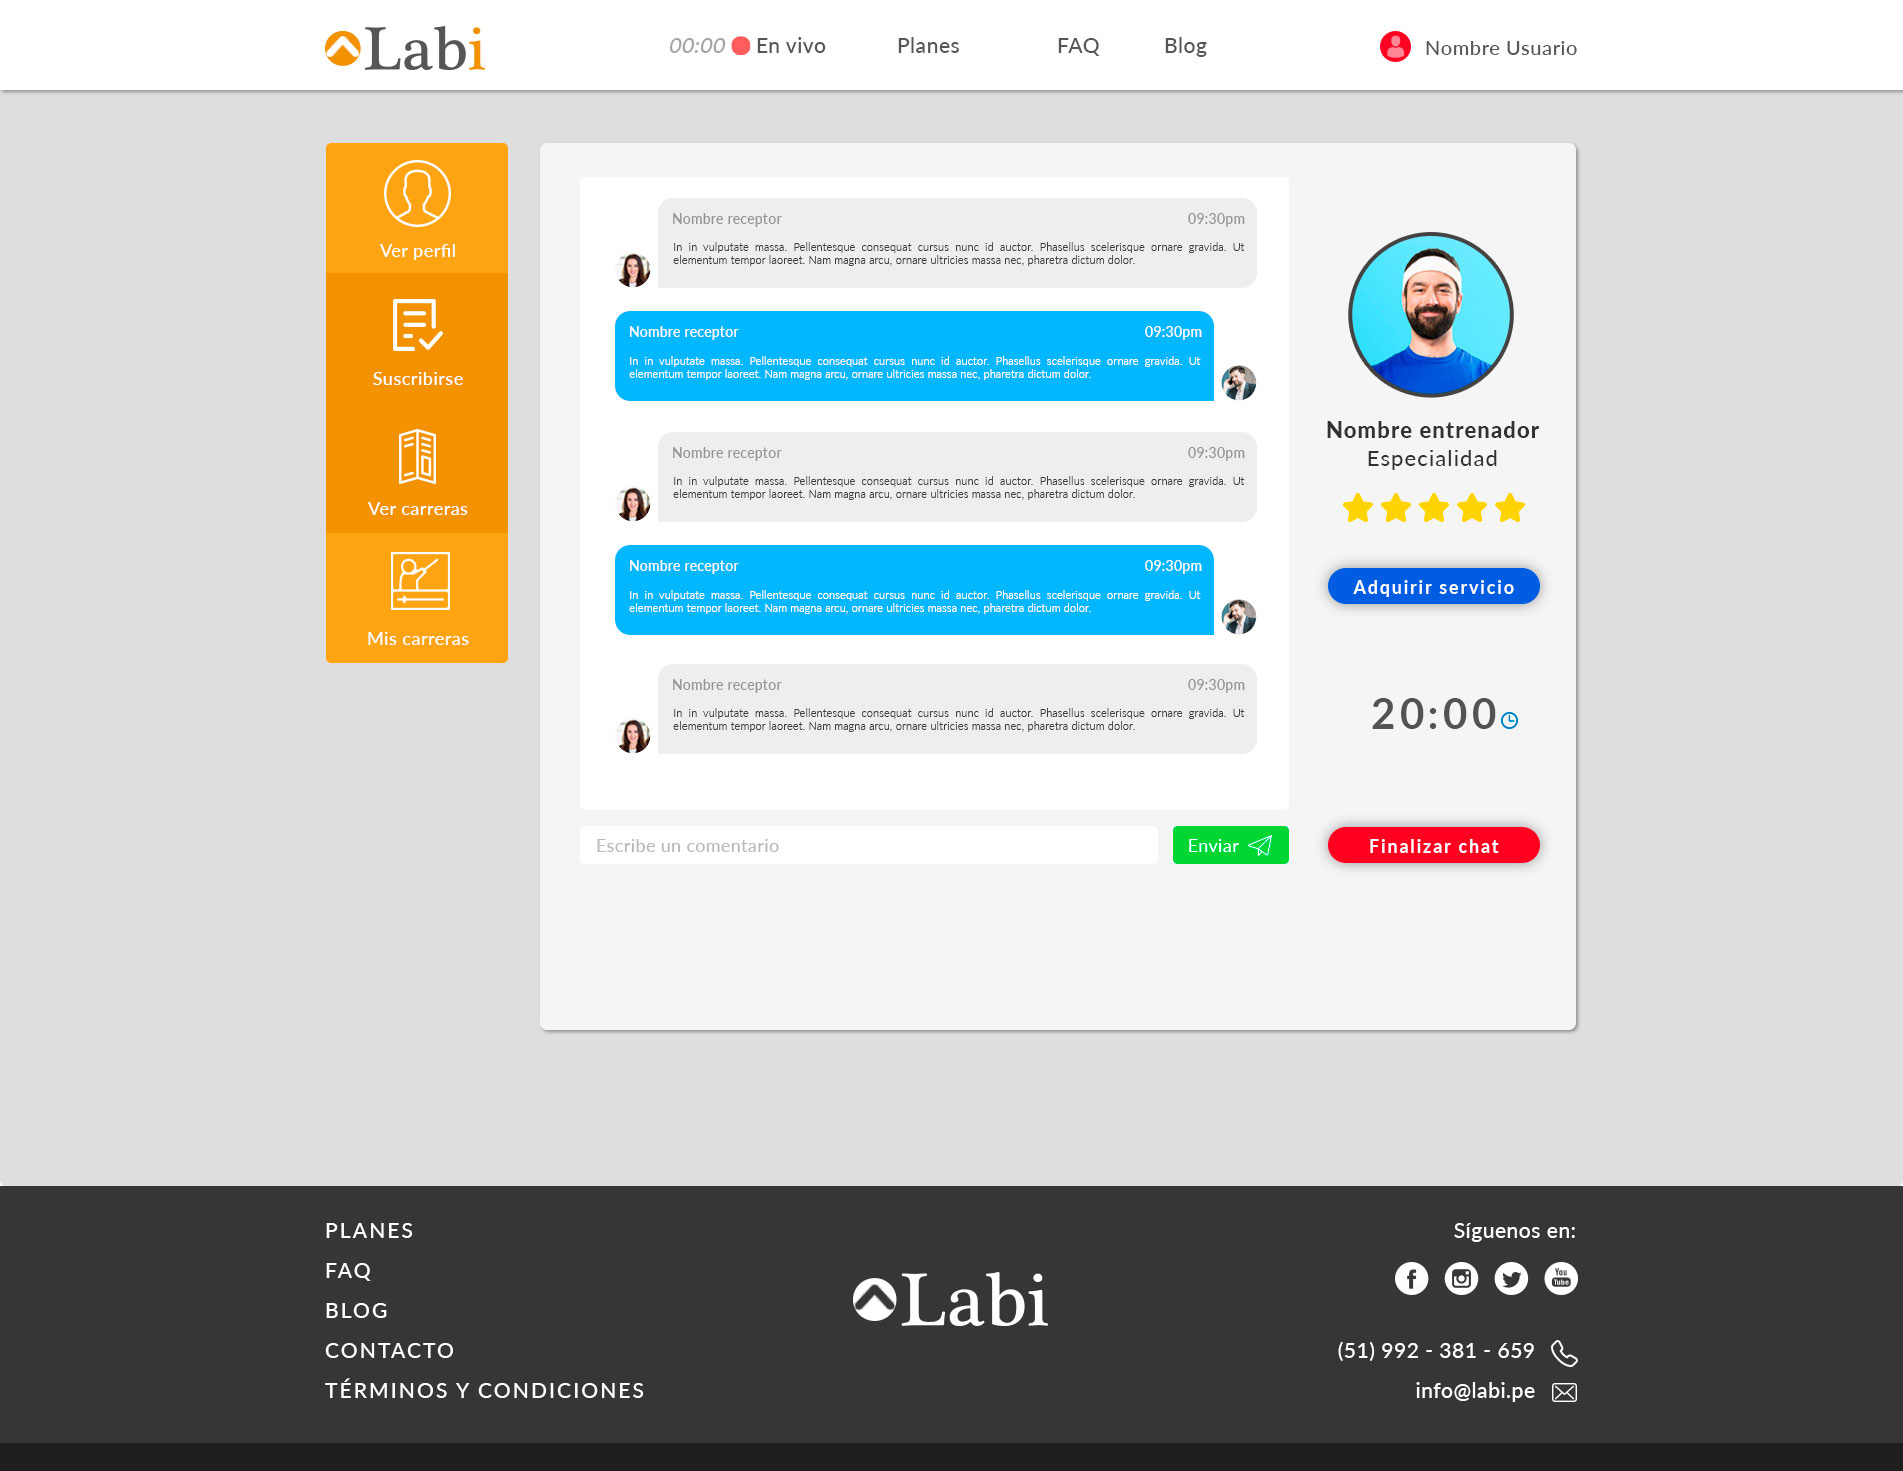 Labi
00:00 En vivo
Planes
FAQ
Blog
Nombre Usuario
Ver perfil
Suscribirse
Ver carreras
Mis carreras
Nombre receptor 09:30pm
In in vulputate massa. Pellentesque consequat cursus nunc id auctor. Phasellus scelerisque ornare gravida. Ut
elementum tempor laoreet. Nam magna arcu, ornare ultricies massa nec, pharetra dictum dolor.
Nombre receptor 09:30pm
In in vulputate massa. Pellentesque consequat cursus nunc id auctor. Phasellus scelerisque ornare gravida. Ut
elementum tempor laoreet. Nam magna arcu, ornare ultricies massa nec, pharetra dictum dolor.
Nombre receptor 09:30pm
In in vulputate massa. Pellentesque consequat cursus nunc id auctor. Phasellus scelerisque ornare gravida. Ut
elementum tempor laoreet. Nam magna arcu, ornare ultricies massa nec, pharetra dictum dolor.
Nombre receptor 09:30pm
In in vulputate massa. Pellentesque consequat cursus nunc id auctor. Phasellus scelerisque ornare gravida. Ut
elementum tempor laoreet. Nam magna arcu, ornare ultricies massa nec, pharetra dictum dolor.
Nombre receptor 09:30pm
In in vulputate massa. Pellentesque consequat cursus nunc id auctor. Phasellus scelerisque ornare gravida. Ut
elementum tempor laoreet. Nam magna arcu, ornare ultricies massa nec, pharetra dictum dolor.
Escribe un comentario
Enviar
Nombre entrenador
Especialidad
Adquirir servicio
20:00
Finalizar chat
PLANES
FAQ
BLOG
CONTACTO
TÉRMINOS Y CONDICIONES
Labi
Síguenos en:
You
Tube
(51) 992 - 381 - 659
info@labi.pe